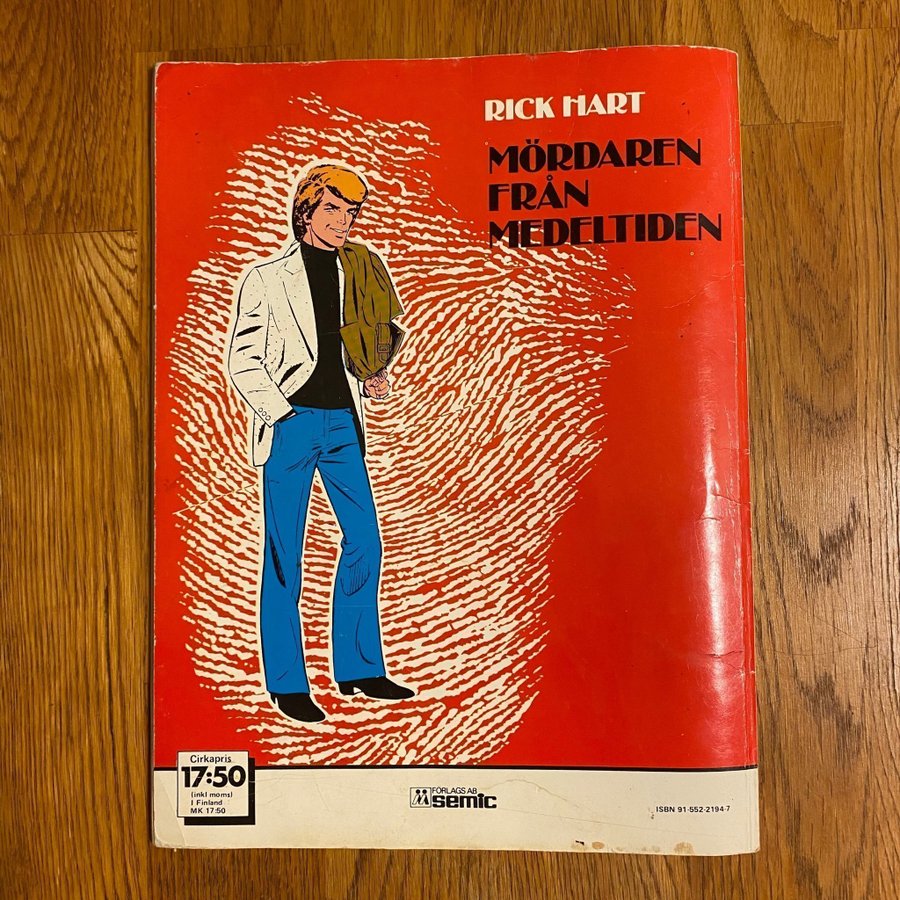 RICK HART
MÖRDAREN
FRÅN
MEDELTIDEN
Cirkapris
17:50
(inkl moms)
I Finland
MK 17:50
FÖRLAGS AB
semic
ISBN 91-552-2194-7